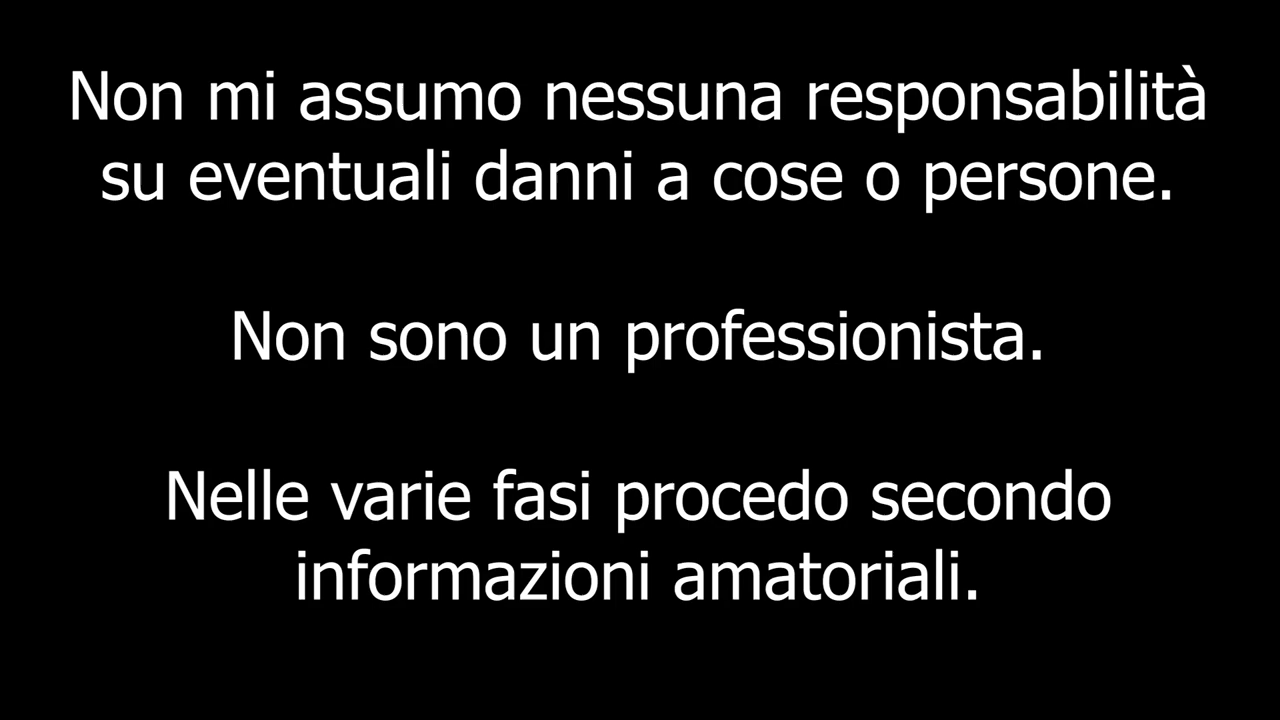 Non mi assumo nessuna responsabilità
su eventuali danni a cose o persone.
Non sono un professionista.
Nelle varie fasi procedo secondo
informazioni amatoriali.